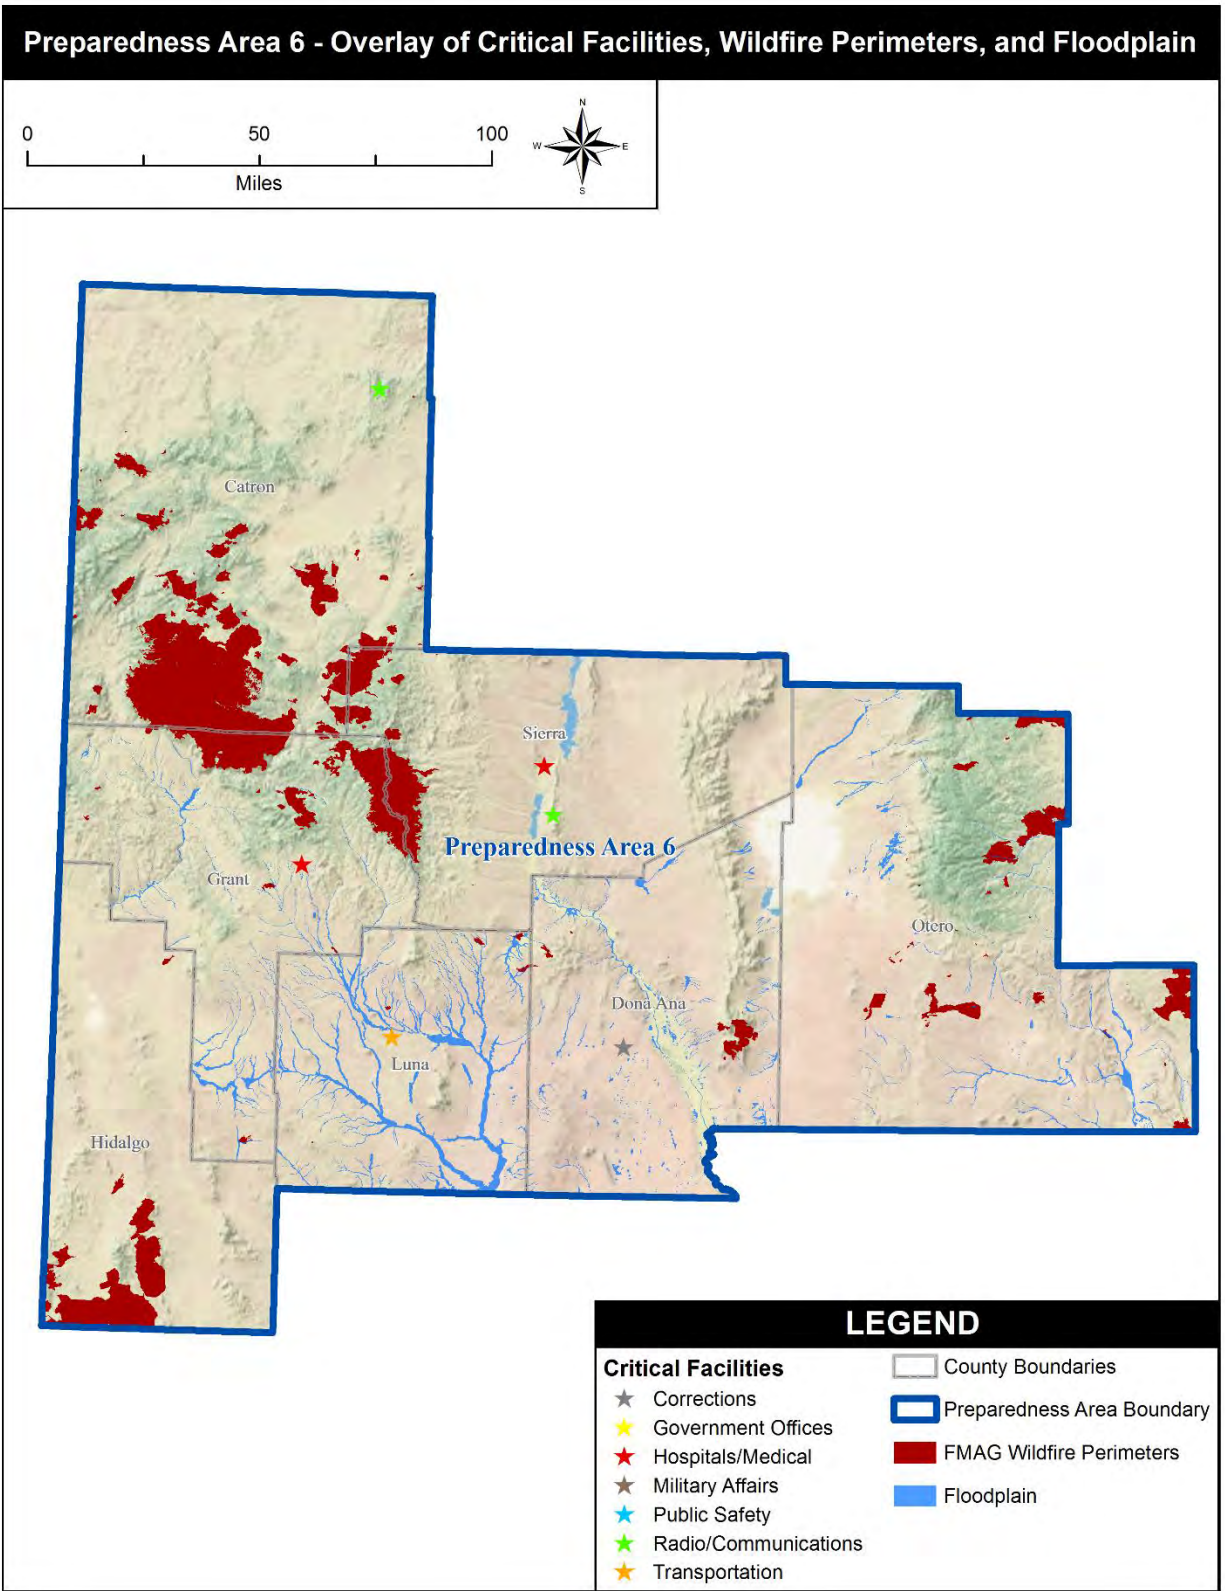 Preparedness Area 6 - Overlay of Critical Facilities, Wildfire Perimeters, and Floodplain
0 50 100
Miles
N
W E
S
Catron
Sierra
Preparedness Area 6
Grant
Otero
Dona Ana
Luna
Hidalgo
LEGEND
Critical Facilities
Corrections
Government Offices
Hospitals/Medical
Military Affairs
Public Safety
Radio/Communications
Transportation
County Boundaries
Preparedness Area Boundary
FMAG Wildfire Perimeters
Floodplain